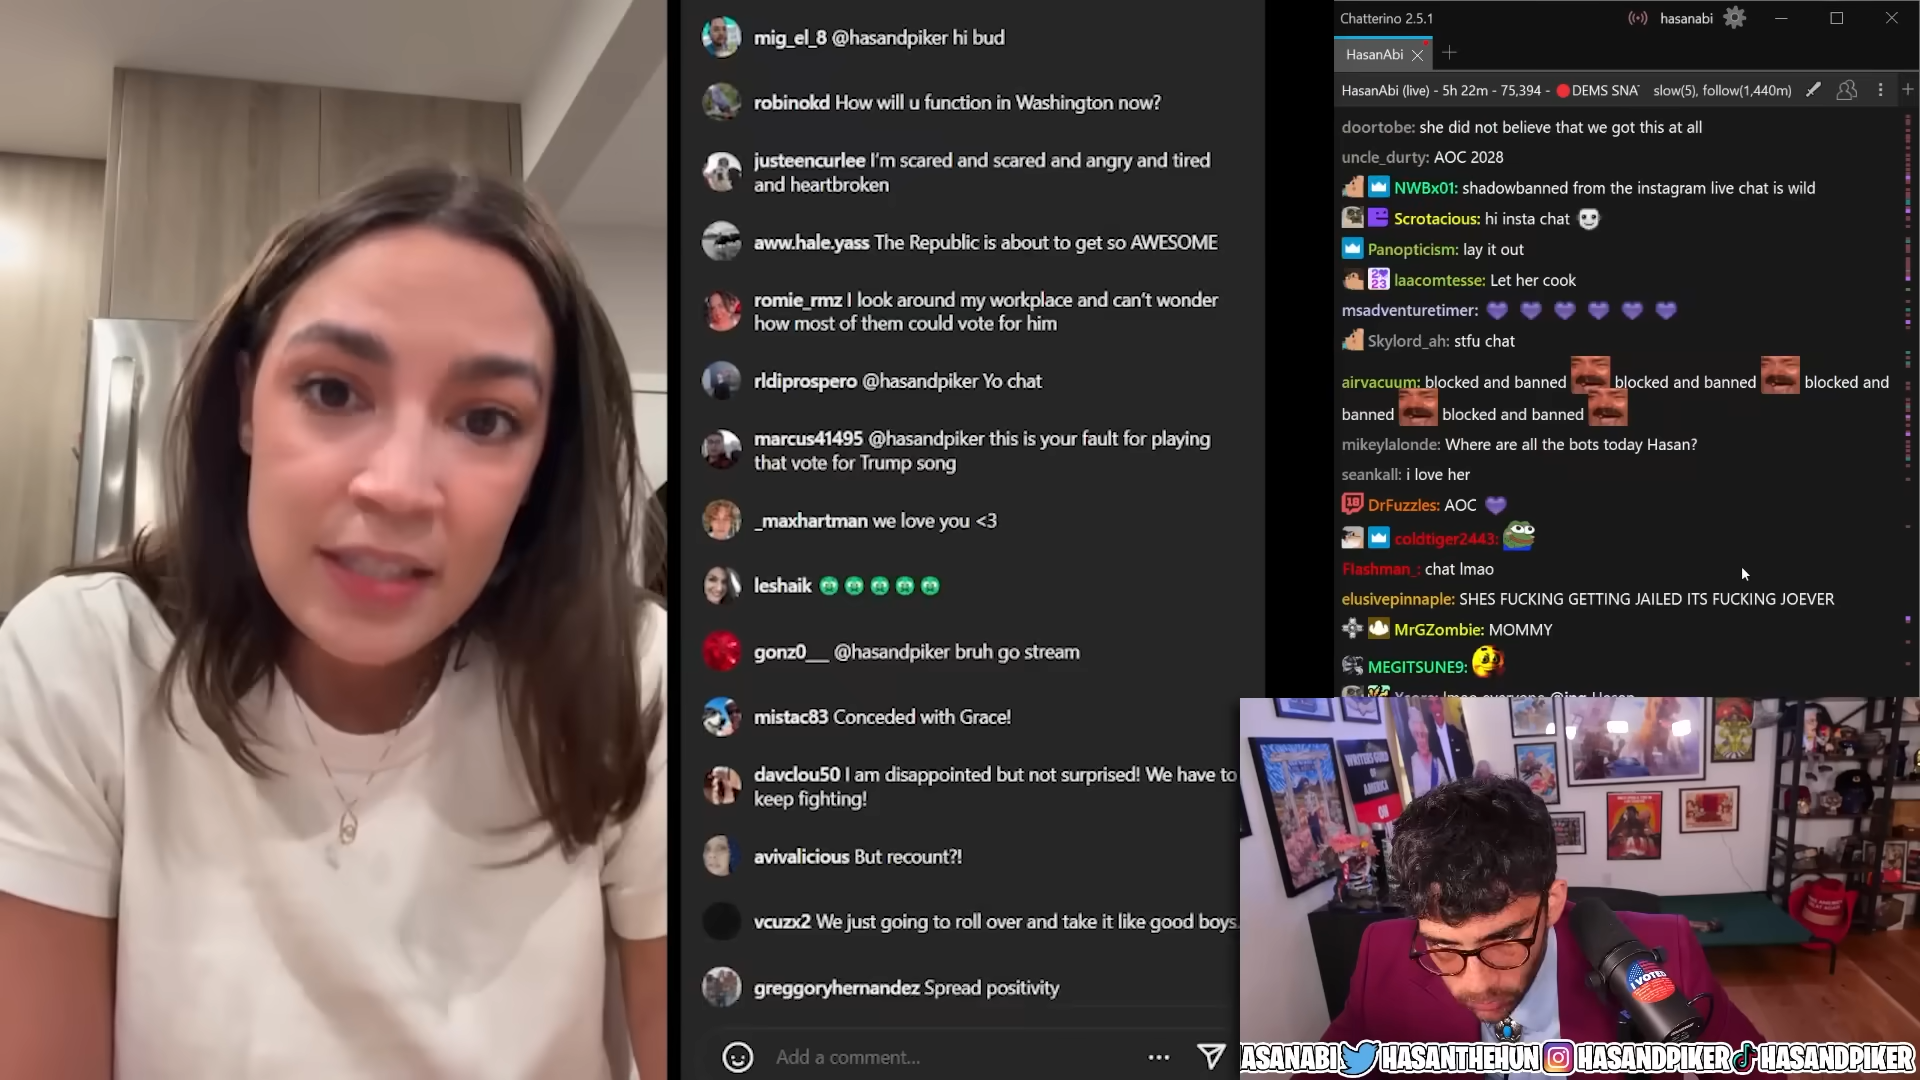 mig_el_8 @hasandpiker hi bud
robinokd How will u function in Washington now?
justeencurlee I'm scared and scared and angry and tired
and heartbroken
aww.hale.yass The Republic is about to get so AWESOME
romie_rmz I look around my workplace and can't wonder
how most of them could vote for him
rldiprospero @hasandpiker Yo chat
marcus41495 @hasandpiker this is your fault for playing
that vote for Trump song
_maxhartman we love you <3
leshaik
gonz0__ @hasandpiker bruh go stream
mistac83 Conceded with Grace!
davclou50 I am disappointed but not surprised! We have to
keep fighting!
avivalicious But recount?!
vcuzx2 We just going to roll over and take it like good boys.
greggoryhernandez Spread positivity
Add a comment...
Chatterino 2.5.1
hasanabi
HasanAbi
HasanAbi (live) - 5h 22m - 75,394 - DEMS SNA slow(5), follow(1,440m)
doortobe: she did not believe that we got this at all
uncle_durty: AOC 2028
NWBx01: shadowbanned from the instagram live chat is wild
Scrotacious: hi insta chat
Panopticism: lay it out
laacomtesse: Let her cook
msadventuretimer:
Skylord_ah: stfu chat
airvacuum: blocked and banned blocked and banned blocked and
banned blocked and banned
mikeylalonde: Where are all the bots today Hasan?
seankall: i love her
DrFuzzles: AOC
coldtiger2443:
Flashman_: chat lmao
elusivepinnaple: SHES FUCKING GETTING JAILED ITS FUCKING JOEVER
MrGZombie: MOMMY
MEGITSUNE9:
WRITERS GUILD
OF
AMERICA
ON
I VOTED
ASANABI HASANTHEHUN HASANDPIKER HASANDPIKER